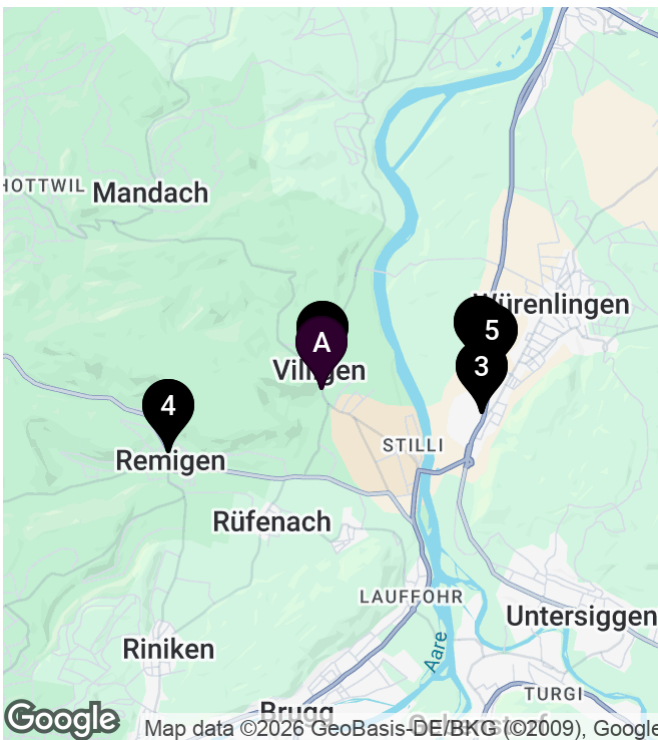 HOTTWIL
Mandach
Würenlingen
5
A
Villigen
3
4
STILLI
Remigen
Rüfenach
LAUFFOHR
Untersiggen
Riniken
Aare
TURGI
Brugg
Google
Map data ©2026 GeoBasis-DE/BKG (©2009), Google